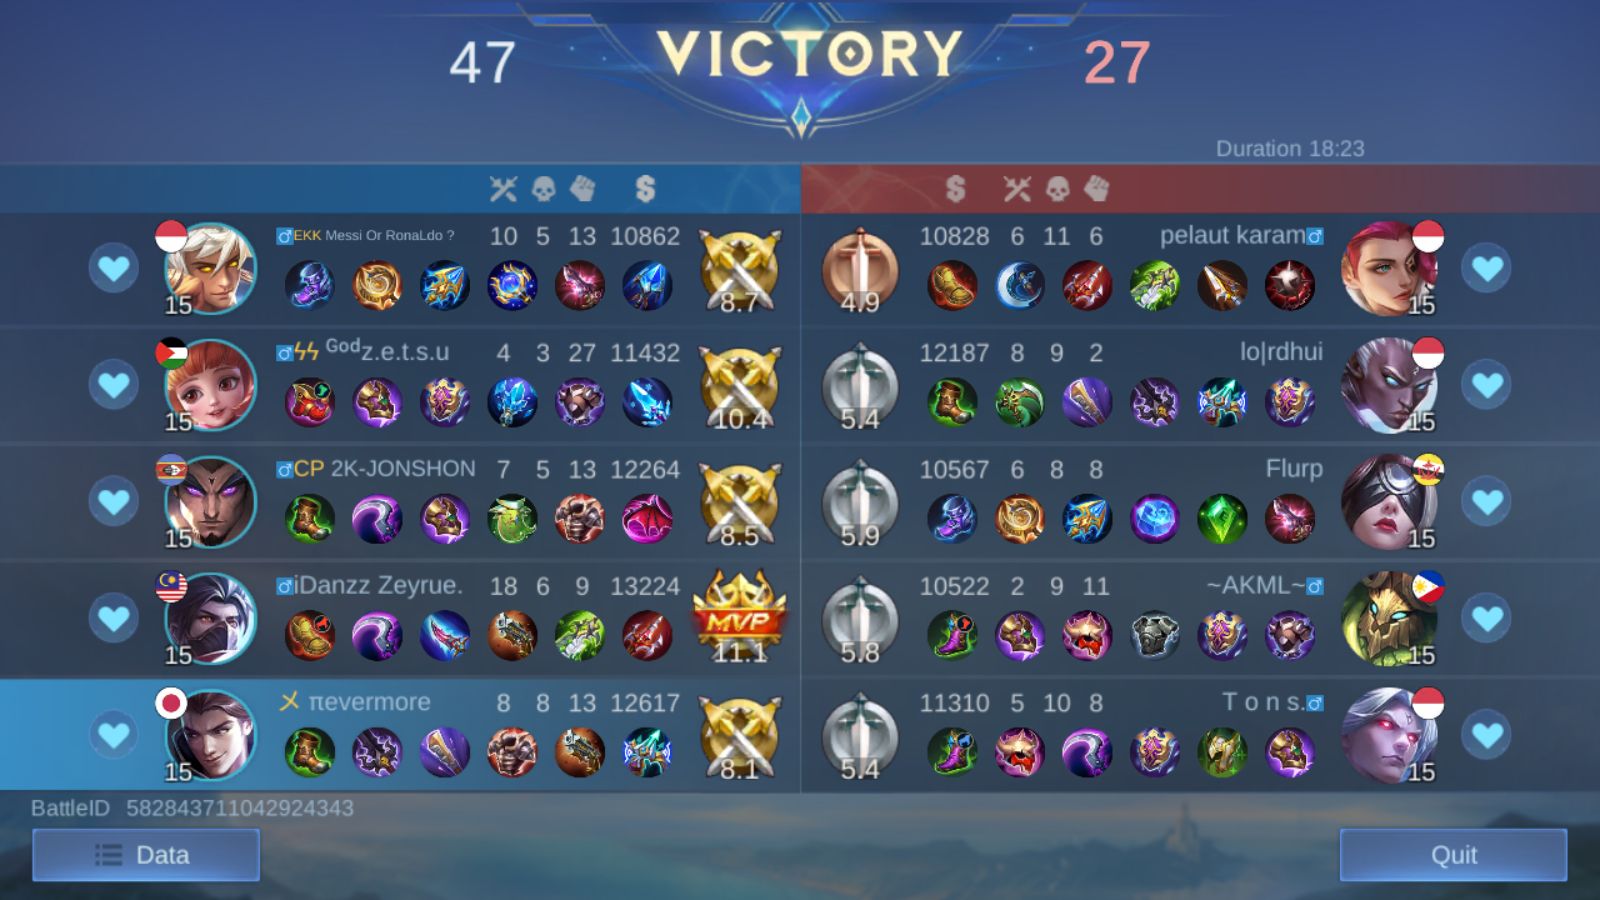 47 VICTORY 27
Duration 18:23
EKK Messi Or RonaLdo ? 10 5 13 10862 8.7 15
4.9 10828 6 11 6 pelaut karam 15
ϟϟ ᴳᵒᵈz.e.t.s.u 4 3 27 11432 10.4 15
5.4 12187 8 9 2 lo|rdhui 15
CP 2K-JONSHON 7 5 13 12264 8.5 15
5.9 10567 6 8 8 Flurp 15
iDanzz Zeyrue. 18 6 9 13224 MVP 11.1 15
5.8 10522 2 9 11 ~AKML~ 15
メ πevermore 8 8 13 12617 8.1 15
5.4 11310 5 10 8 T o n s. 15
BattleID 582843711042924343
Data
Quit